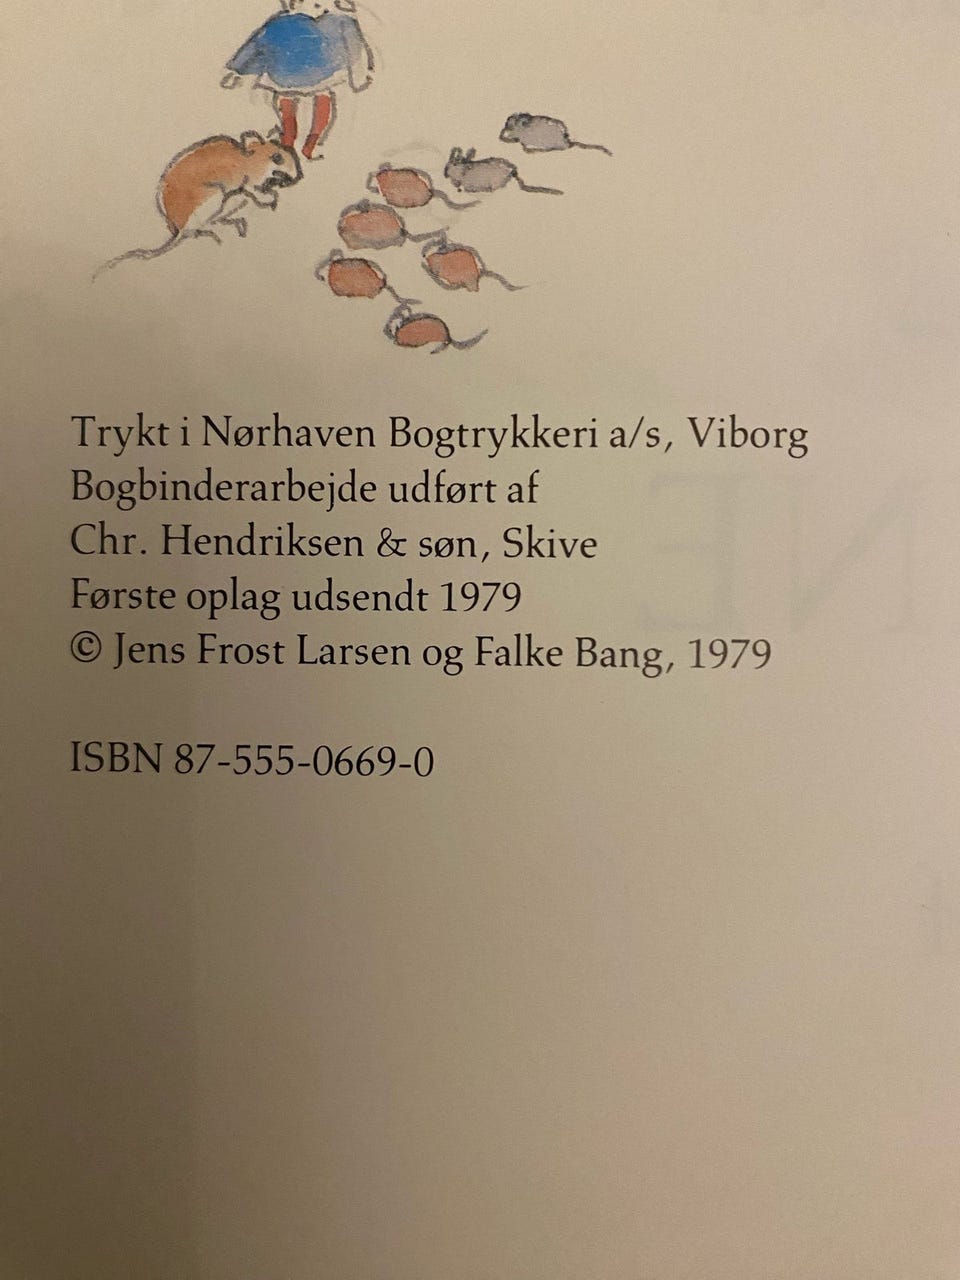 Trykt i Nørhaven Bogtrykkeri a/s, Viborg
Bogbinderarbejde udført af
Chr. Hendriksen & søn, Skive
Første oplag udsendt 1979
© Jens Frost Larsen og Falke Bang, 1979
ISBN 87-555-0669-0